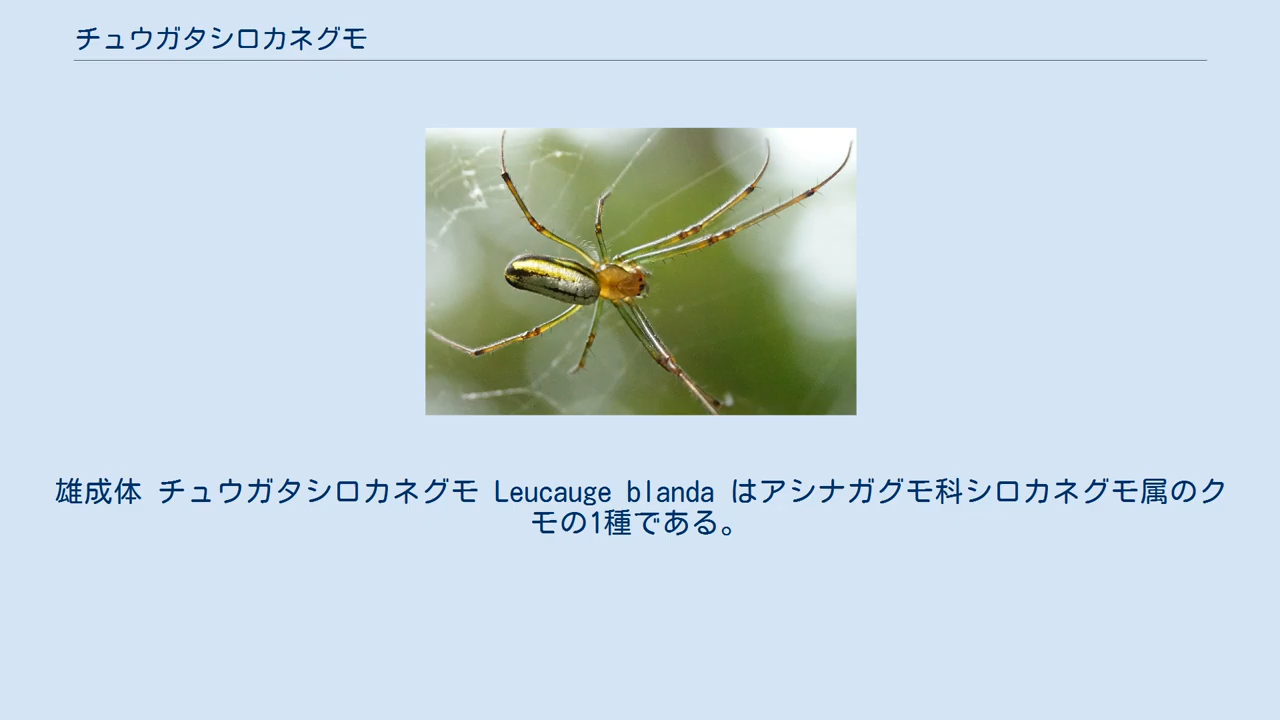 チュウガタシロカネグモ
雄成体 チュウガタシロカネグモ Leucauge blanda はアシナガグモ科シロカネグモ属のク
モの1種である。